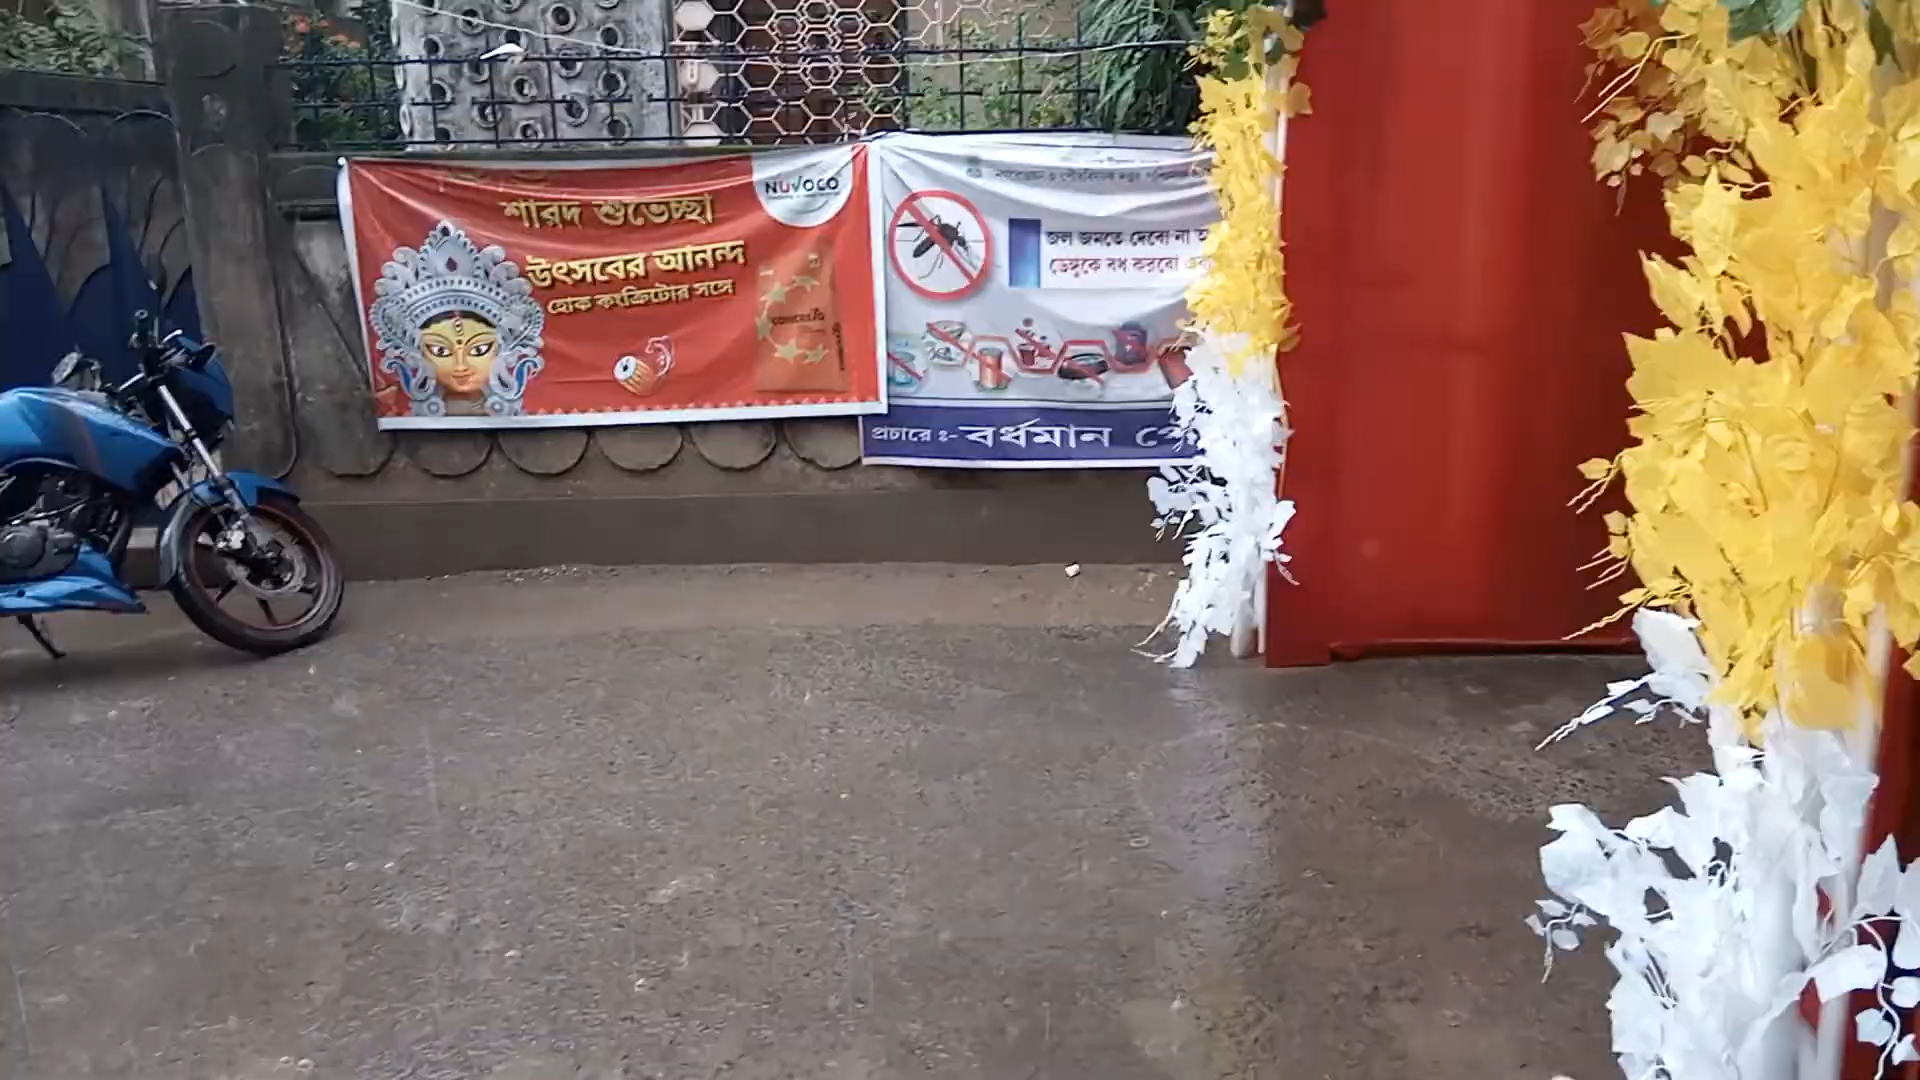 NUVOCO
শারদ শুভেচ্ছা
উৎসবের আনন্দ
হোক কংক্রিটোর সঙ্গে
CONCRETO
জল জমতে দেবো না
ডেঙ্গুকে বধ করবো
প্রচারে ঃ- বর্ধমান